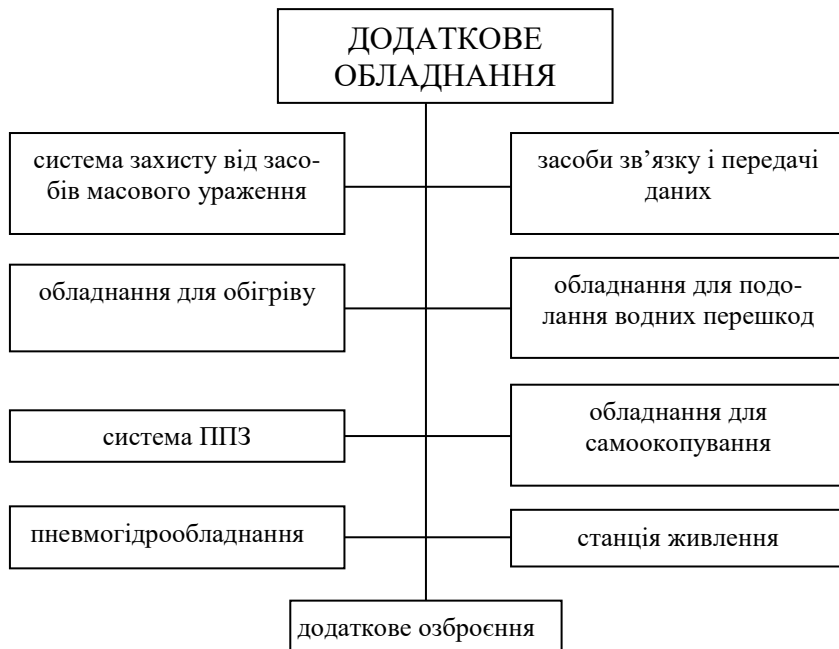 ДОДАТКОВЕ
ОБЛАДНАННЯ
система захисту від засо-
бів масового ураження
засоби зв’язку і передачі
даних
обладнання для обігріву
обладнання для подо-
лання водних перешкод
система ППЗ
обладнання для
самоокопування
пневмогідрообладнання
станція живлення
додаткове озброєння